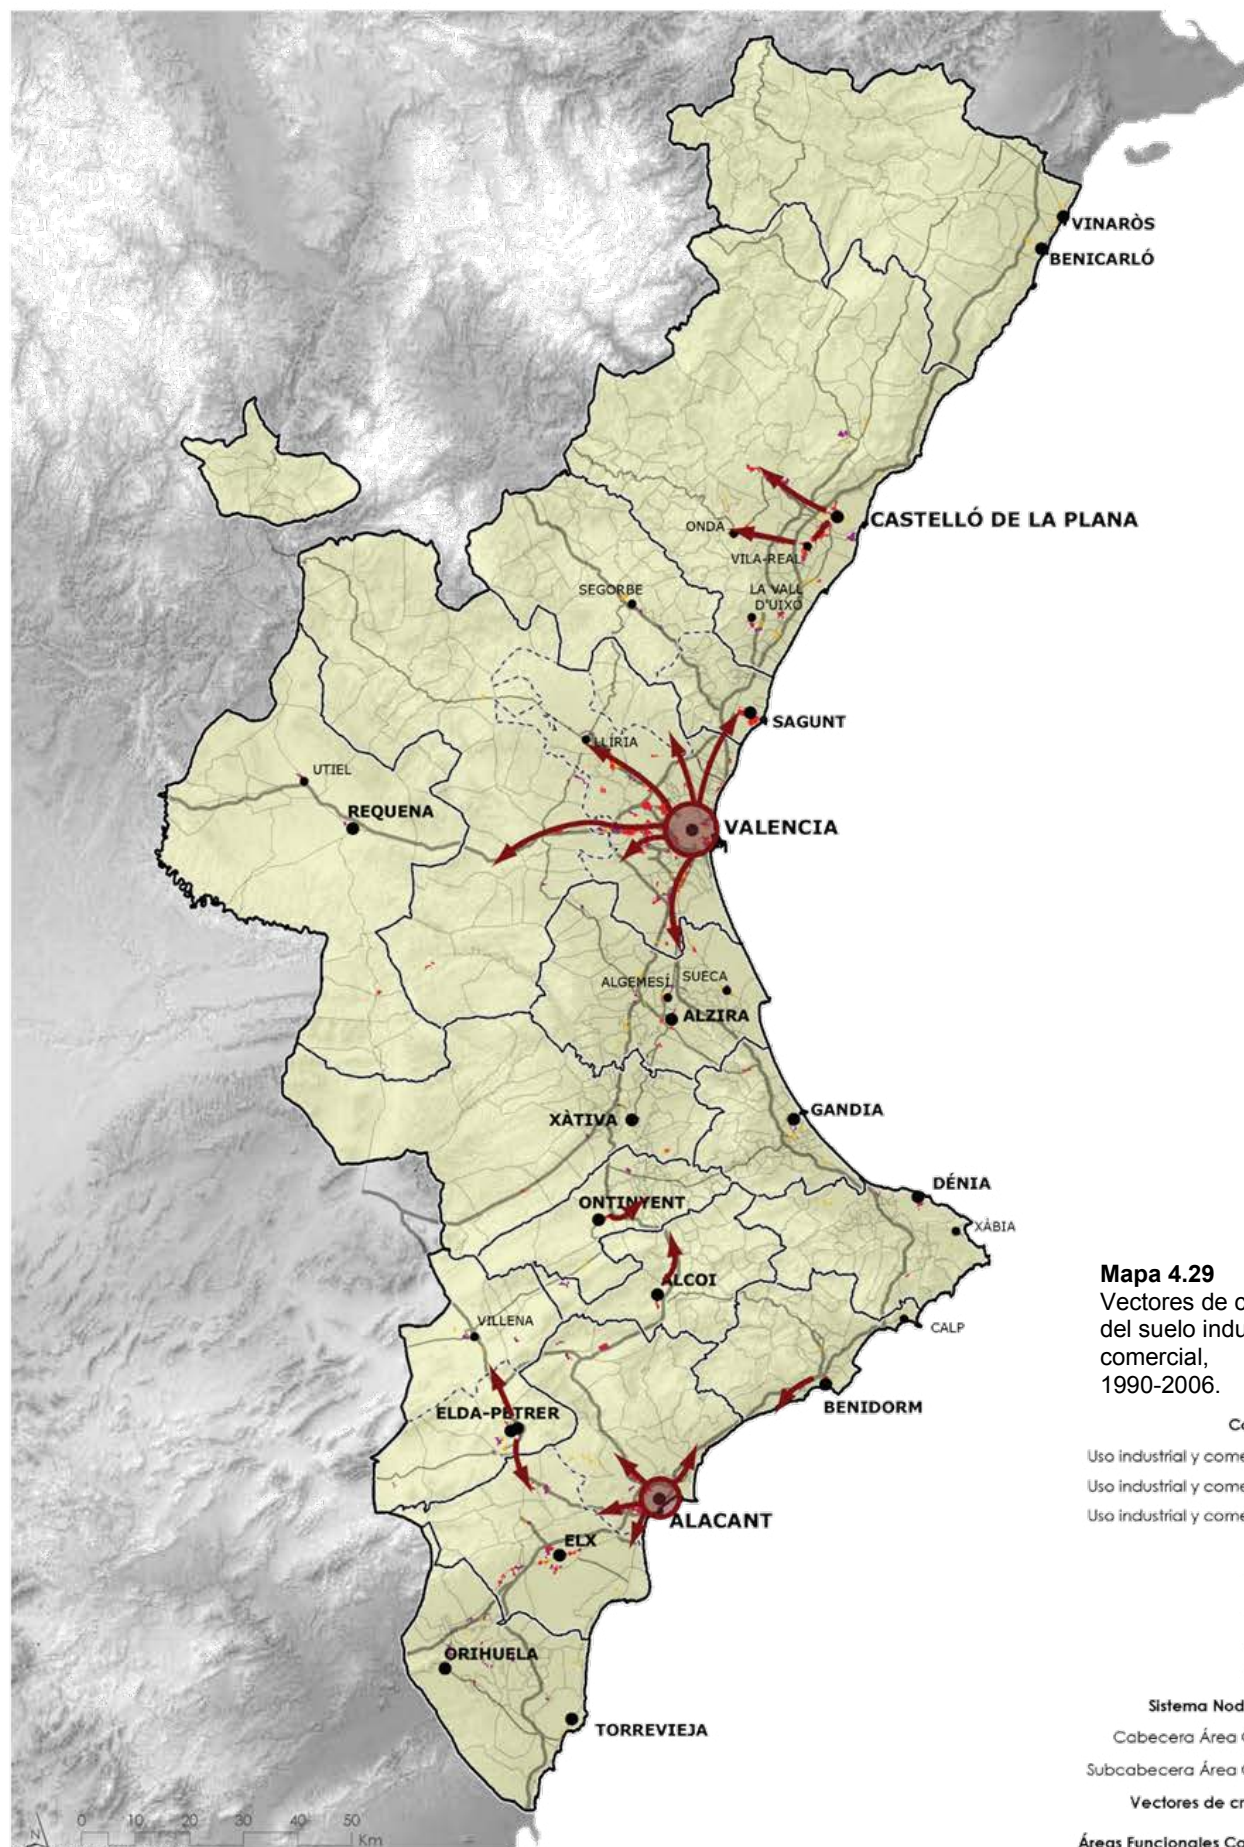 VINARÒS
BENICARLÓ
CASTELLÓ DE LA PLANA
ONDA
VILA-REAL
SEGORBE
LA VALL
D'UIXÓ
SAGUNT
LLÍRIA
UTIEL
REQUENA
VALENCIA
ALGEMESÍ
SUECA
ALZIRA
XÀTIVA
GANDIA
DÉNIA
XÀBIA
ONTINYENT
ALCOI
VILLENA
CALP
BENIDORM
ELDA-PETRER
ALACANT
ELX
ORIHUELA
TORREVIEJA
Mapa 4.29
Vectores de c
del suelo indu
comercial,
1990-2006.
Uso industrial y come
Uso industrial y come
Uso industrial y come
Sistema Nod
Cabecera Área
Subcabecera Área
Vectores de cr
Áreas Funcionales Co
N
0 10 20 30 40 50
Km